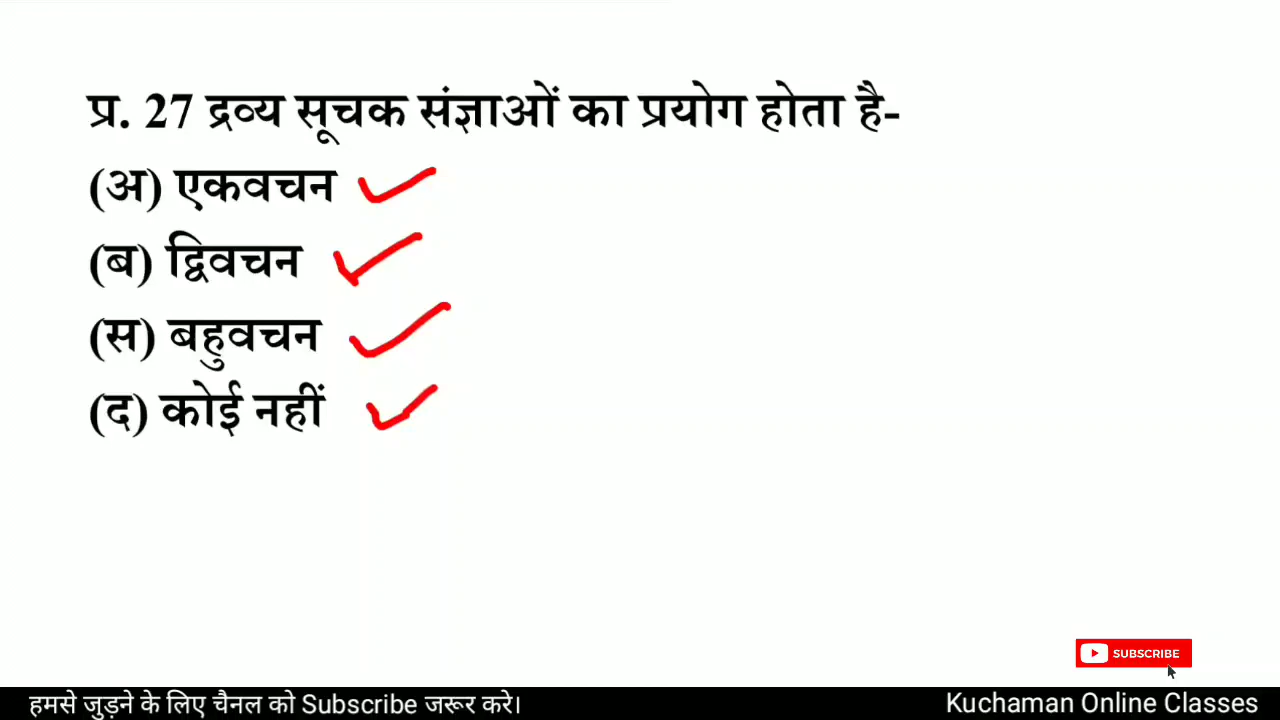 प्र. 27 द्रव्य सूचक संज्ञाओं का प्रयोग होता है-
(अ) एकवचन
(ब) द्विवचन
(स) बहुवचन
(द) कोई नहीं
SUBSCRIBE
हमसे जुड़ने के लिए चैनल को Subscribe जरूर करे।
Kuchaman Online Classes